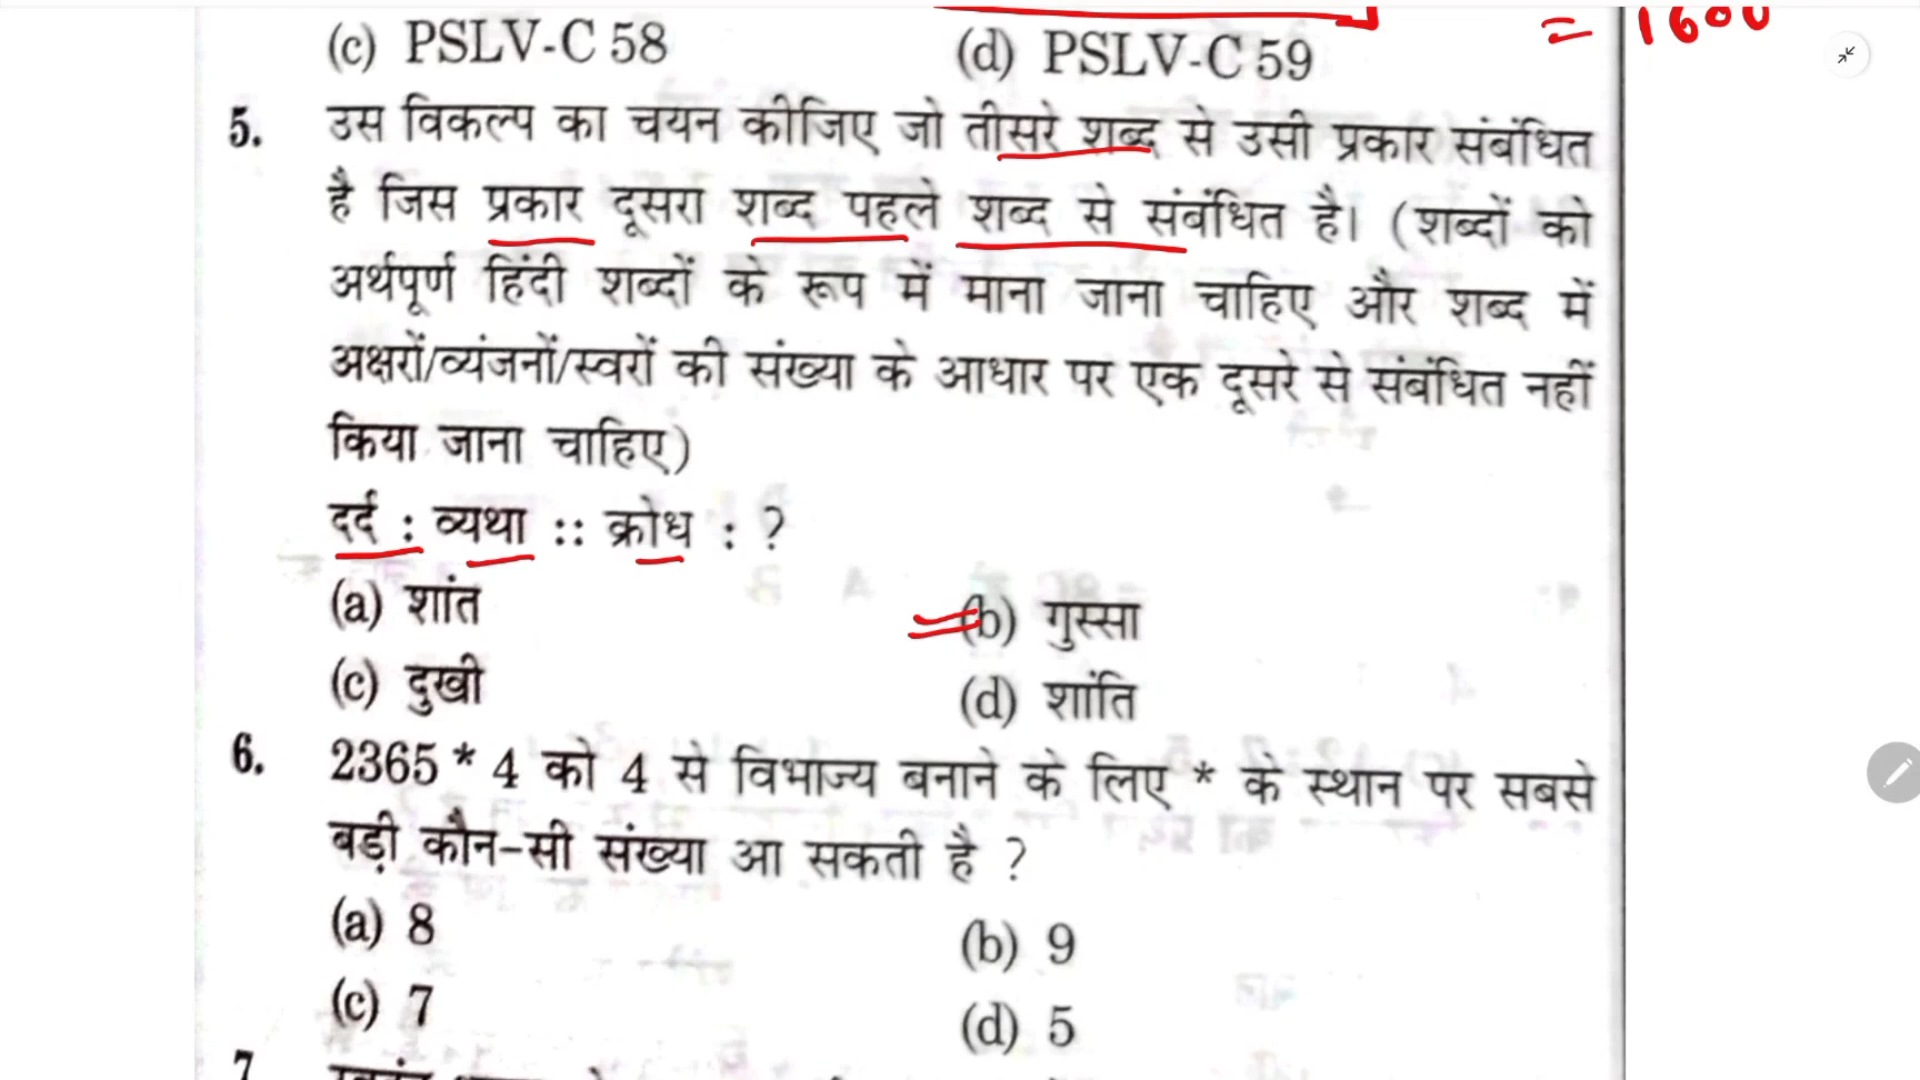 = 1600
(c) PSLV-C 58 (d) PSLV-C 59
5. उस विकल्प का चयन कीजिए जो तीसरे शब्द से उसी प्रकार संबंधित
है जिस प्रकार दूसरा शब्द पहले शब्द से संबंधित है। (शब्दों को
अर्थपूर्ण हिंदी शब्दों के रूप में माना जाना चाहिए और शब्द में
अक्षरों/व्यंजनों/स्वरों की संख्या के आधार पर एक दूसरे से संबंधित नहीं
किया जाना चाहिए)
दर्द : व्यथा :: क्रोध : ?
(a) शांत (b) गुस्सा
(c) दुखी (d) शांति
6. 2365 * 4 को 4 से विभाज्य बनाने के लिए * के स्थान पर सबसे
बड़ी कौन-सी संख्या आ सकती है ?
(a) 8 (b) 9
(c) 7 (d) 5
7